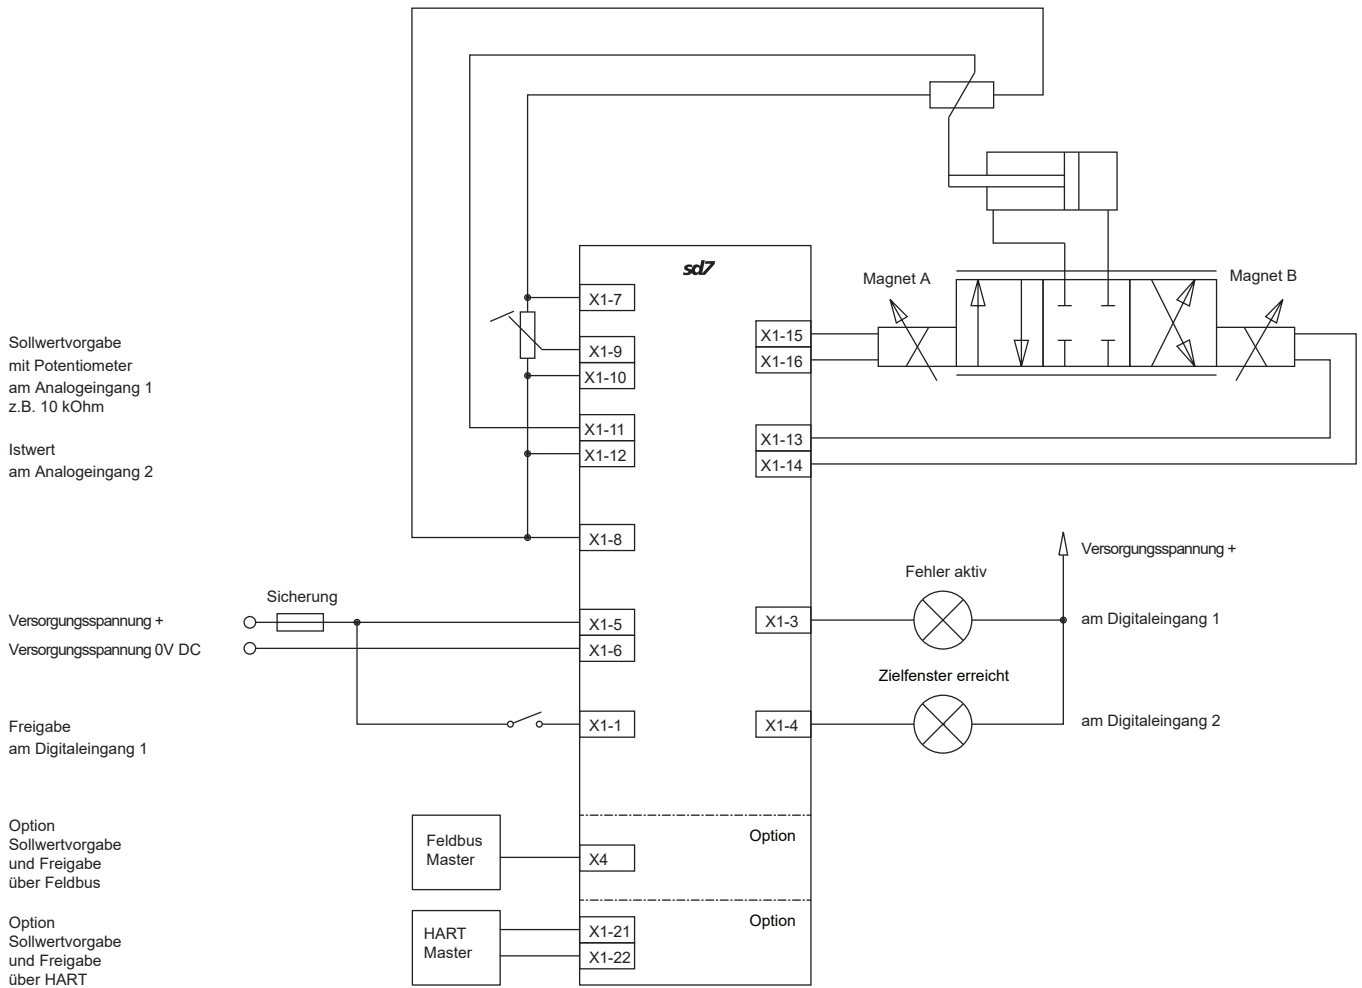 sd7
Magnet A
Magnet B
X1-7
X1-9
X1-10
X1-11
X1-12
X1-8
X1-15
X1-16
X1-13
X1-14
Sollwertvorgabe
mit Potentiometer
am Analogeingang 1
z.B. 10 kOhm
Istwert
am Analogeingang 2
Sicherung
Versorgungsspannung +
Versorgungsspannung 0V DC
X1-5
X1-6
Freigabe
am Digitaleingang 1
X1-1
X1-3
X1-4
Fehler aktiv
Zielfenster erreicht
Versorgungsspannung +
am Digitaleingang 1
am Digitaleingang 2
Option
Sollwertvorgabe
und Freigabe
über Feldbus
Feldbus
Master
X4
Option
Option
Sollwertvorgabe
und Freigabe
über HART
HART
Master
X1-21
X1-22
Option